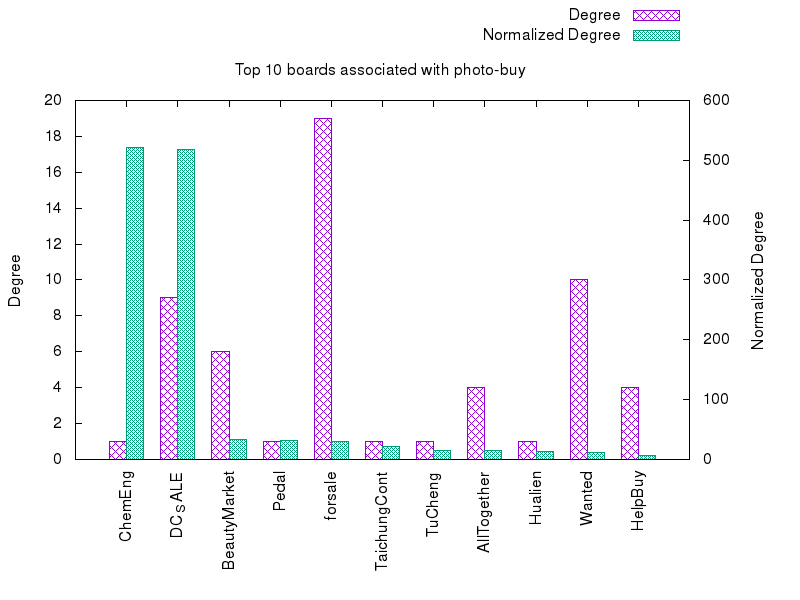 Degree
Normalized Degree
Top 10 boards associated with photo-buy
20
18
16
14
12
10
8
6
4
2
0
600
500
400
300
200
100
0
Degree
Normalized Degree
ChemEng
DCSALE
BeautyMarket
Pedal
forsale
TaichungCont
TuCheng
AllTogether
Hualien
Wanted
HelpBuy